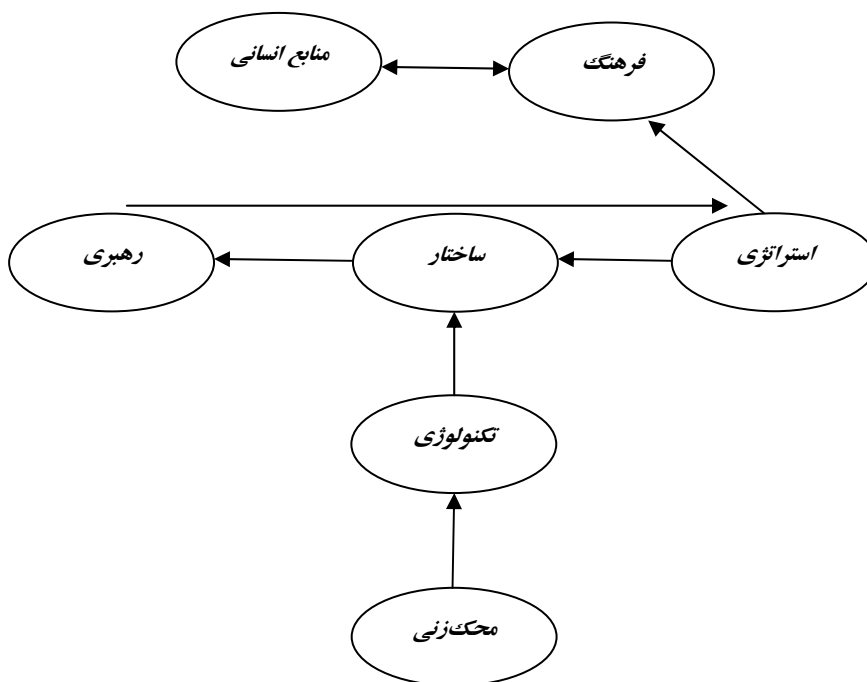 فرهنگ
منابع انسانی
استراتژی
ساختار
رهبری
تکنولوژی
محک‌زنی